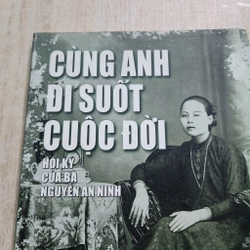 CÙNG ANH
ĐI SUỐT
CUỘC ĐỜI
HỒI KÝ
CỦA BÀ
NGUYỄN AN NINH